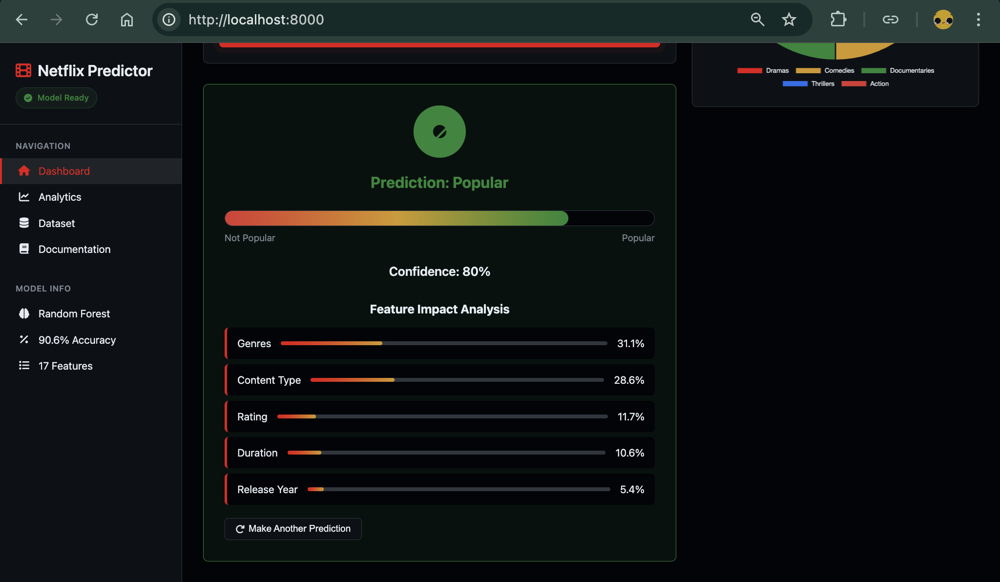 http://localhost:8000
Netflix Predictor
Model Ready
NAVIGATION
Dashboard
Analytics
Dataset
Documentation
MODEL INFO
Random Forest
90.6% Accuracy
17 Features
Prediction: Popular
Not Popular Popular
Confidence: 80%
Feature Impact Analysis
Genres 31.1%
Content Type 28.6%
Rating 11.7%
Duration 10.6%
Release Year 5.4%
Make Another Prediction
Dramas Comedies Documentaries
Thrillers Action